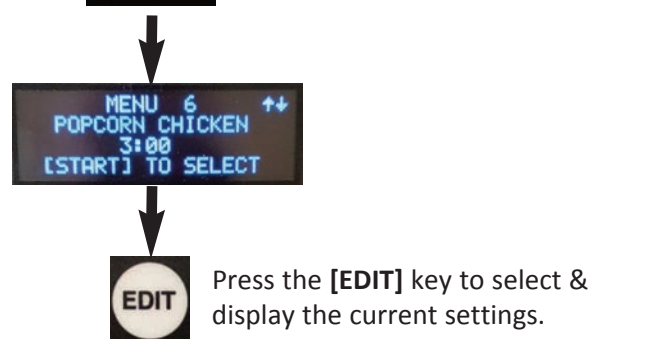 MENU 6 ↑↓
POPCORN CHICKEN
3:00
[START] TO SELECT
EDIT
Press the [EDIT] key to select &
display the current settings.